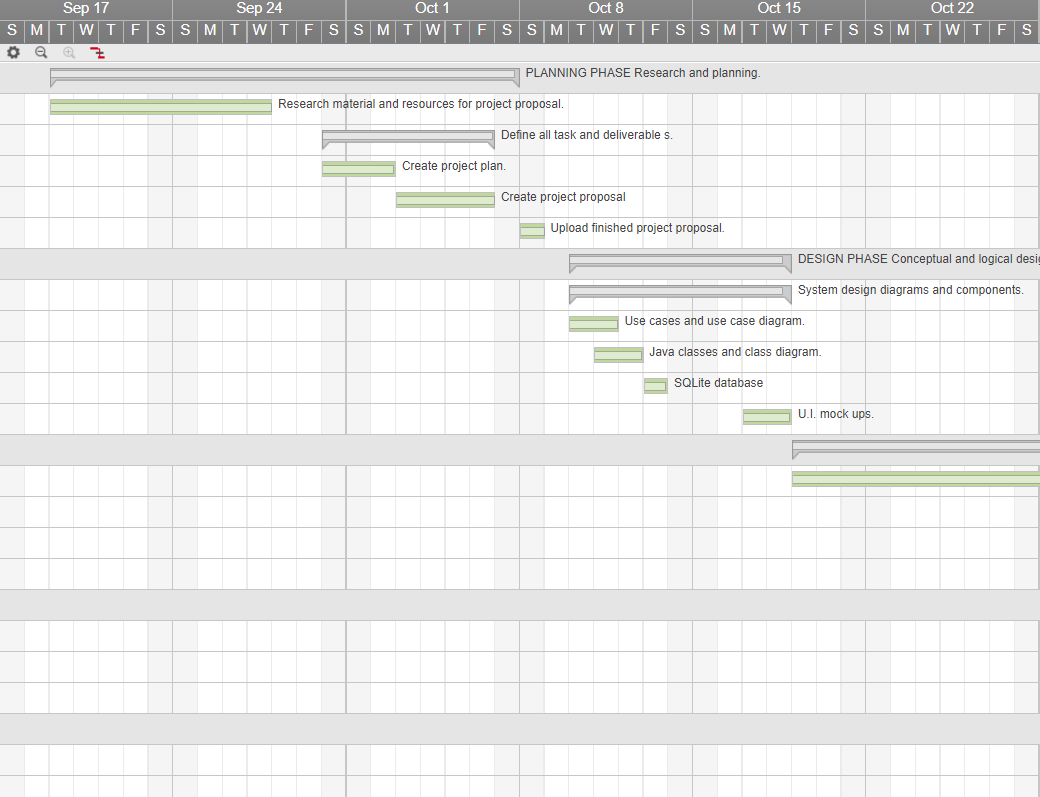 Sep 17 Sep 24 Oct 1 Oct 8 Oct 15 Oct 22
S M T W T F S S M T W T F S S M T W T F S S M T W T F S S M T W T F S S M T W T F S
PLANNING PHASE Research and planning.
Research material and resources for project proposal.
Define all task and deliverable s.
Create project plan.
Create project proposal
Upload finished project proposal.
DESIGN PHASE Conceptual and logical desig
System design diagrams and components.
Use cases and use case diagram.
Java classes and class diagram.
SQLite database
U.I. mock ups.